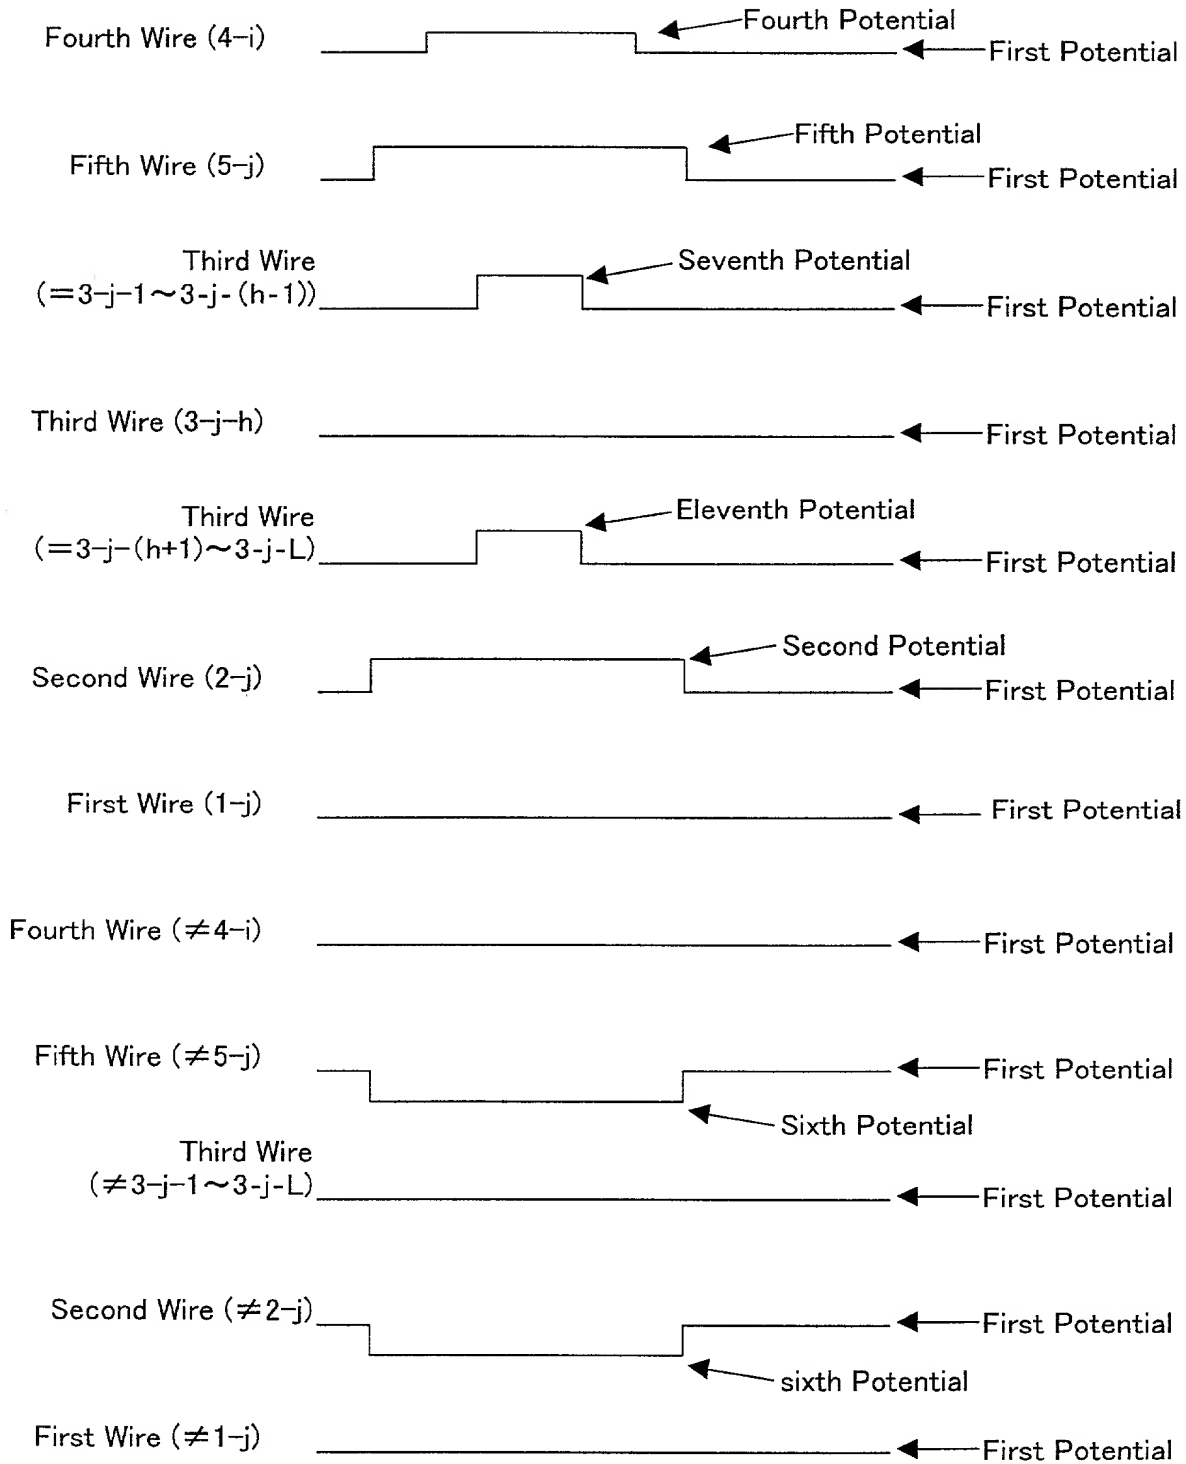 Fourth Wire (4-i)
Fourth Potential
First Potential
Fifth Wire (5-j)
Fifth Potential
First Potential
Third Wire
(=3-j-1～3-j-(h-1))
Seventh Potential
First Potential
Third Wire (3-j-h)
First Potential
Third Wire
(=3-j-(h+1)～3-j-L)
Eleventh Potential
First Potential
Second Wire (2-j)
Second Potential
First Potential
First Wire (1-j)
First Potential
Fourth Wire (≠4-i)
First Potential
Fifth Wire (≠5-j)
First Potential
Sixth Potential
Third Wire
(≠3-j-1～3-j-L)
First Potential
Second Wire (≠2-j)
First Potential
sixth Potential
First Wire (≠1-j)
First Potential